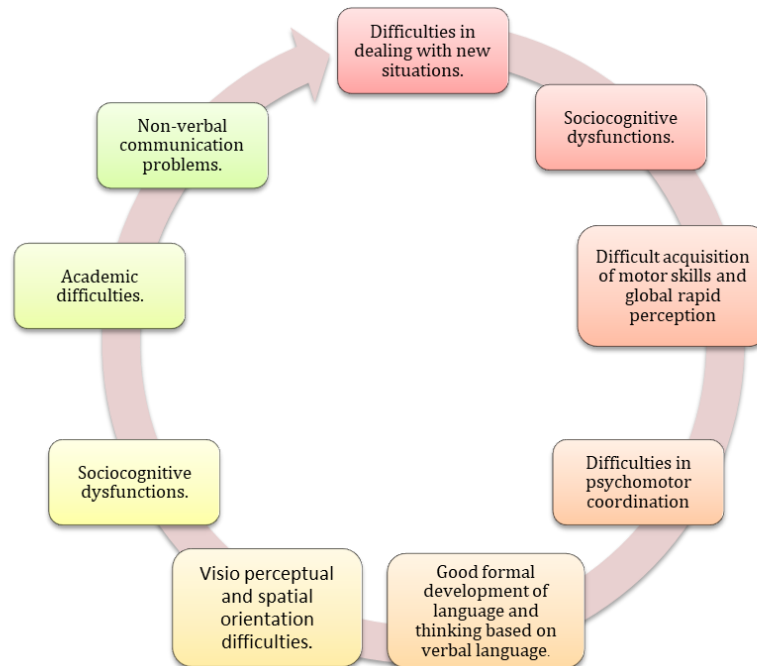 Difficulties in
dealing with new
situations.
Sociocognitive
dysfunctions.
Difficult acquisition
of motor skills and
global rapid
perception
Difficulties in
psychomotor
coordination
Good formal
development of
language and
thinking based on
verbal language.
Visio perceptual
and spatial
orientation
difficulties.
Sociocognitive
dysfunctions.
Academic
difficulties.
Non-verbal
communication
problems.